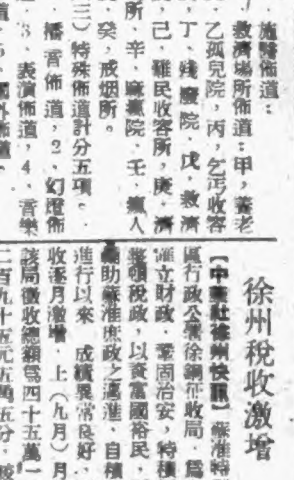 施醫佈道：
救濟場所佈道：甲，養老
乙孤兒院，丙，乞丐收容
丁，殘廢院，戊，救濟
己，難民收容所，庚，濟
所，辛，麻瘋院，壬，瘋人
癸，戒烟所。
三）特殊佈道計分五項。
播音佈道，2，幻燈佈
3，表演佈道，4，音樂
徐州稅收激增
【中華社徐州快訊】蘇淮特
區行政公署徐銅征收局，爲
立財政，鞏固治安，特積
整頓稅政，以資富國裕民，
輔助蘇淮庶政之邁進，自積
進行以來，成績異常良好，
收逐月激增，上（九月）月
該局徵收總額爲四十五萬一
二百九十五元五角五分，